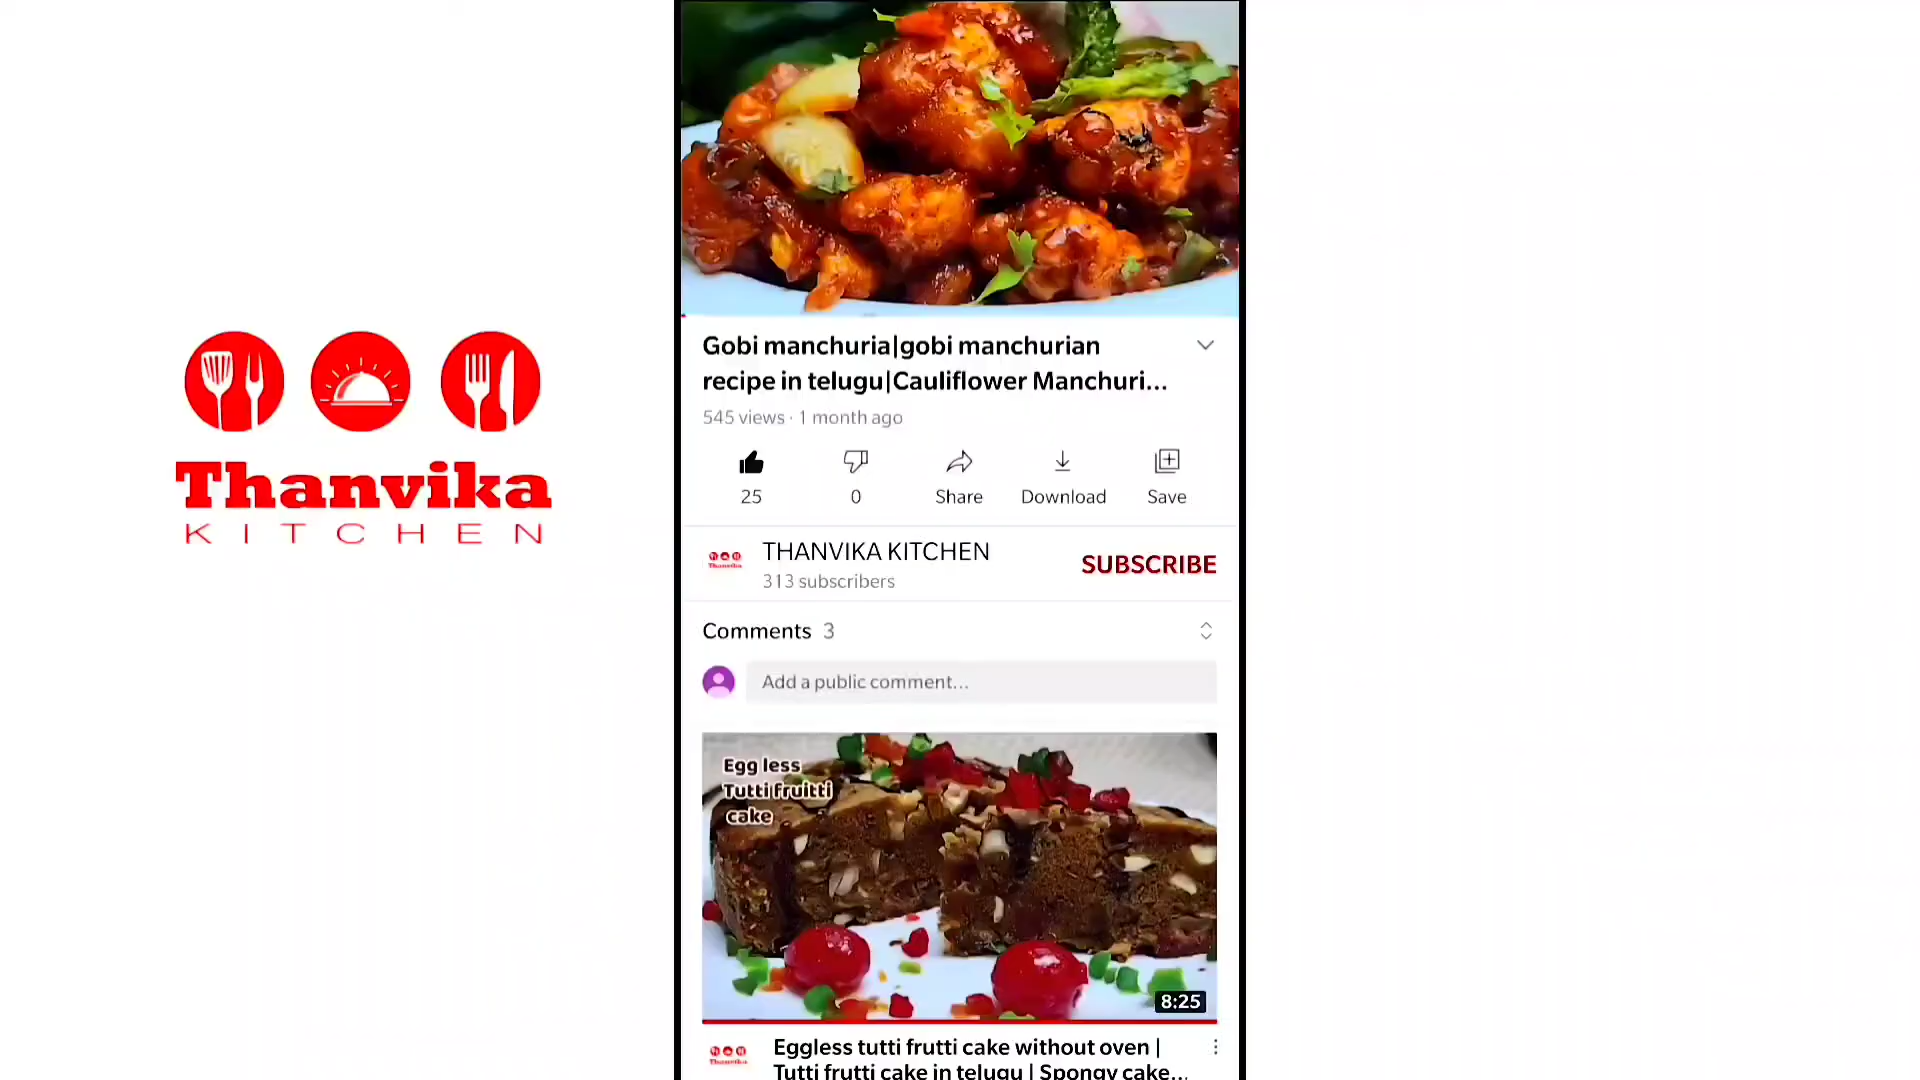 Thanvika
KITCHEN
Gobi manchuria|gobi manchurian
recipe in telugu|Cauliflower Manchuri...
545 views · 1 month ago
25
0
Share
Download
Save
THANVIKA KITCHEN
313 subscribers
SUBSCRIBE
Comments 3
Add a public comment...
Egg less
Tutti fruitti
cake
8:25
Thanvika
Eggless tutti frutti cake without oven |
Tutti frutti cake in telugu | Spongy cake...